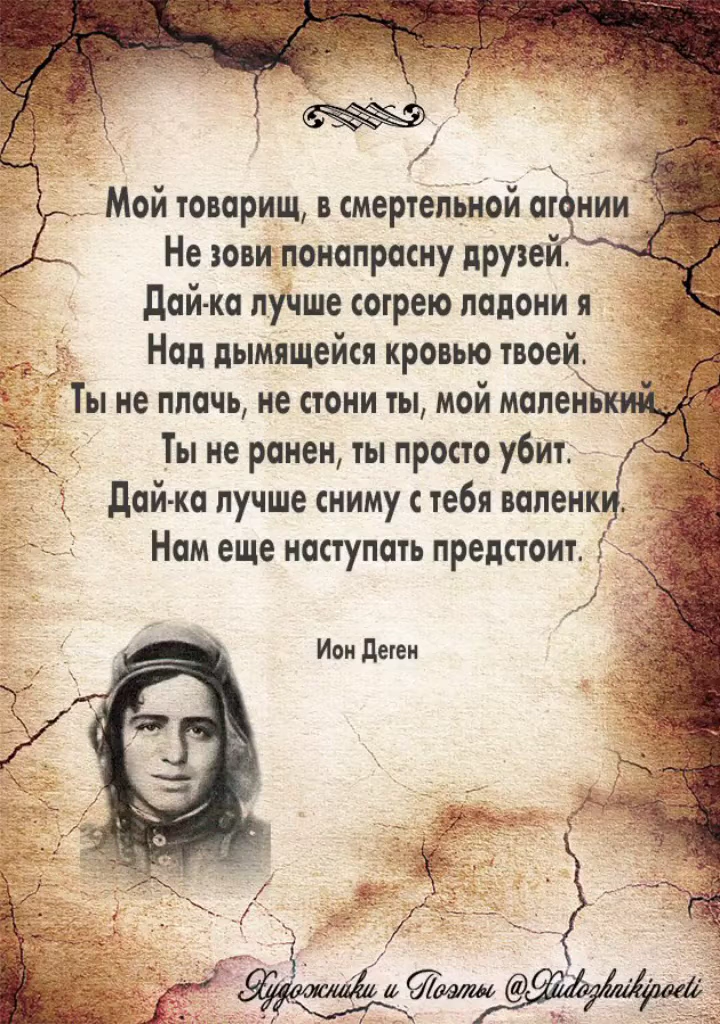 Мой товарищ, в смертельной агонии
Не зови понапрасну друзей.
Дай-ка лучше согрею ладони я
Над дымящейся кровью твоей.
Ты не плачь, не стони ты, мой маленький.
Ты не ранен, ты просто убит.
Дай-ка лучше сниму с тебя валенки.
Нам еще наступать предстоит.
Ион Деген
Художники и Поэты @Xudozhnikipoeti